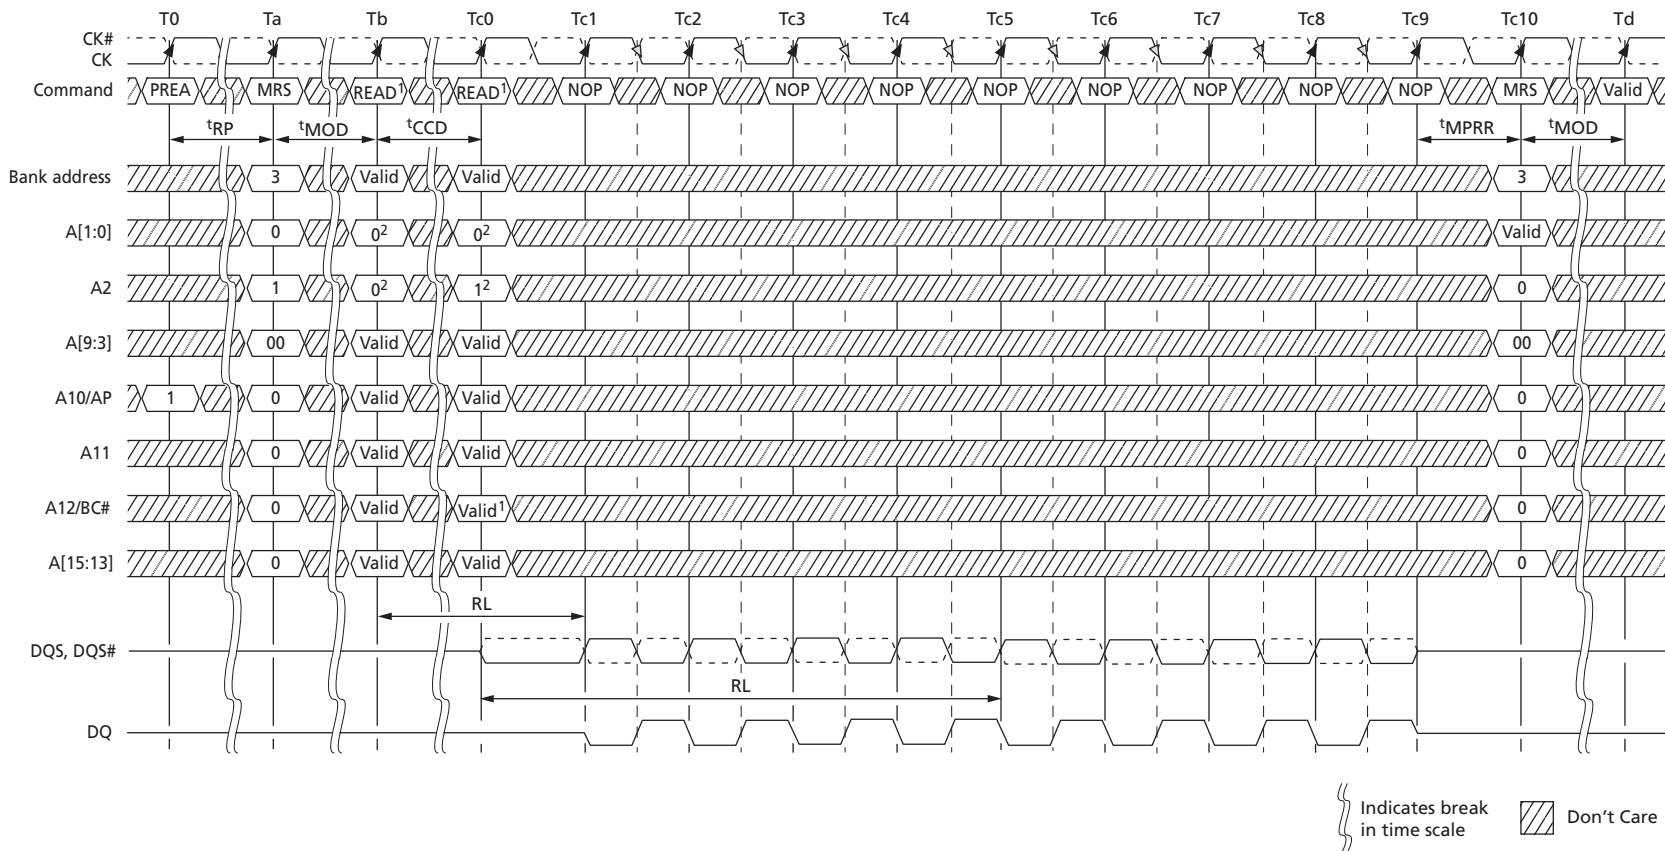 T0 Ta Tb Tc0 Tc1 Tc2 Tc3 Tc4 Tc5 Tc6 Tc7 Tc8 Tc9 Tc10 Td
CK#
CK
Command PREA MRS READ1 READ1 NOP NOP NOP NOP NOP NOP NOP NOP NOP MRS Valid
tRP tMOD tCCD tMPRR tMOD
Bank address 3 Valid Valid 3
A[1:0] 0 0² 0² Valid
A2 1 0² 1² 0
A[9:3] 00 Valid Valid 00
A10/AP 1 0 Valid Valid 0
A11 0 Valid Valid 0
A12/BC# 0 Valid Valid1 0
A[15:13] 0 Valid Valid 0
RL
DQS, DQS#
RL
DQ
Indicates break
in time scale
Don't Care